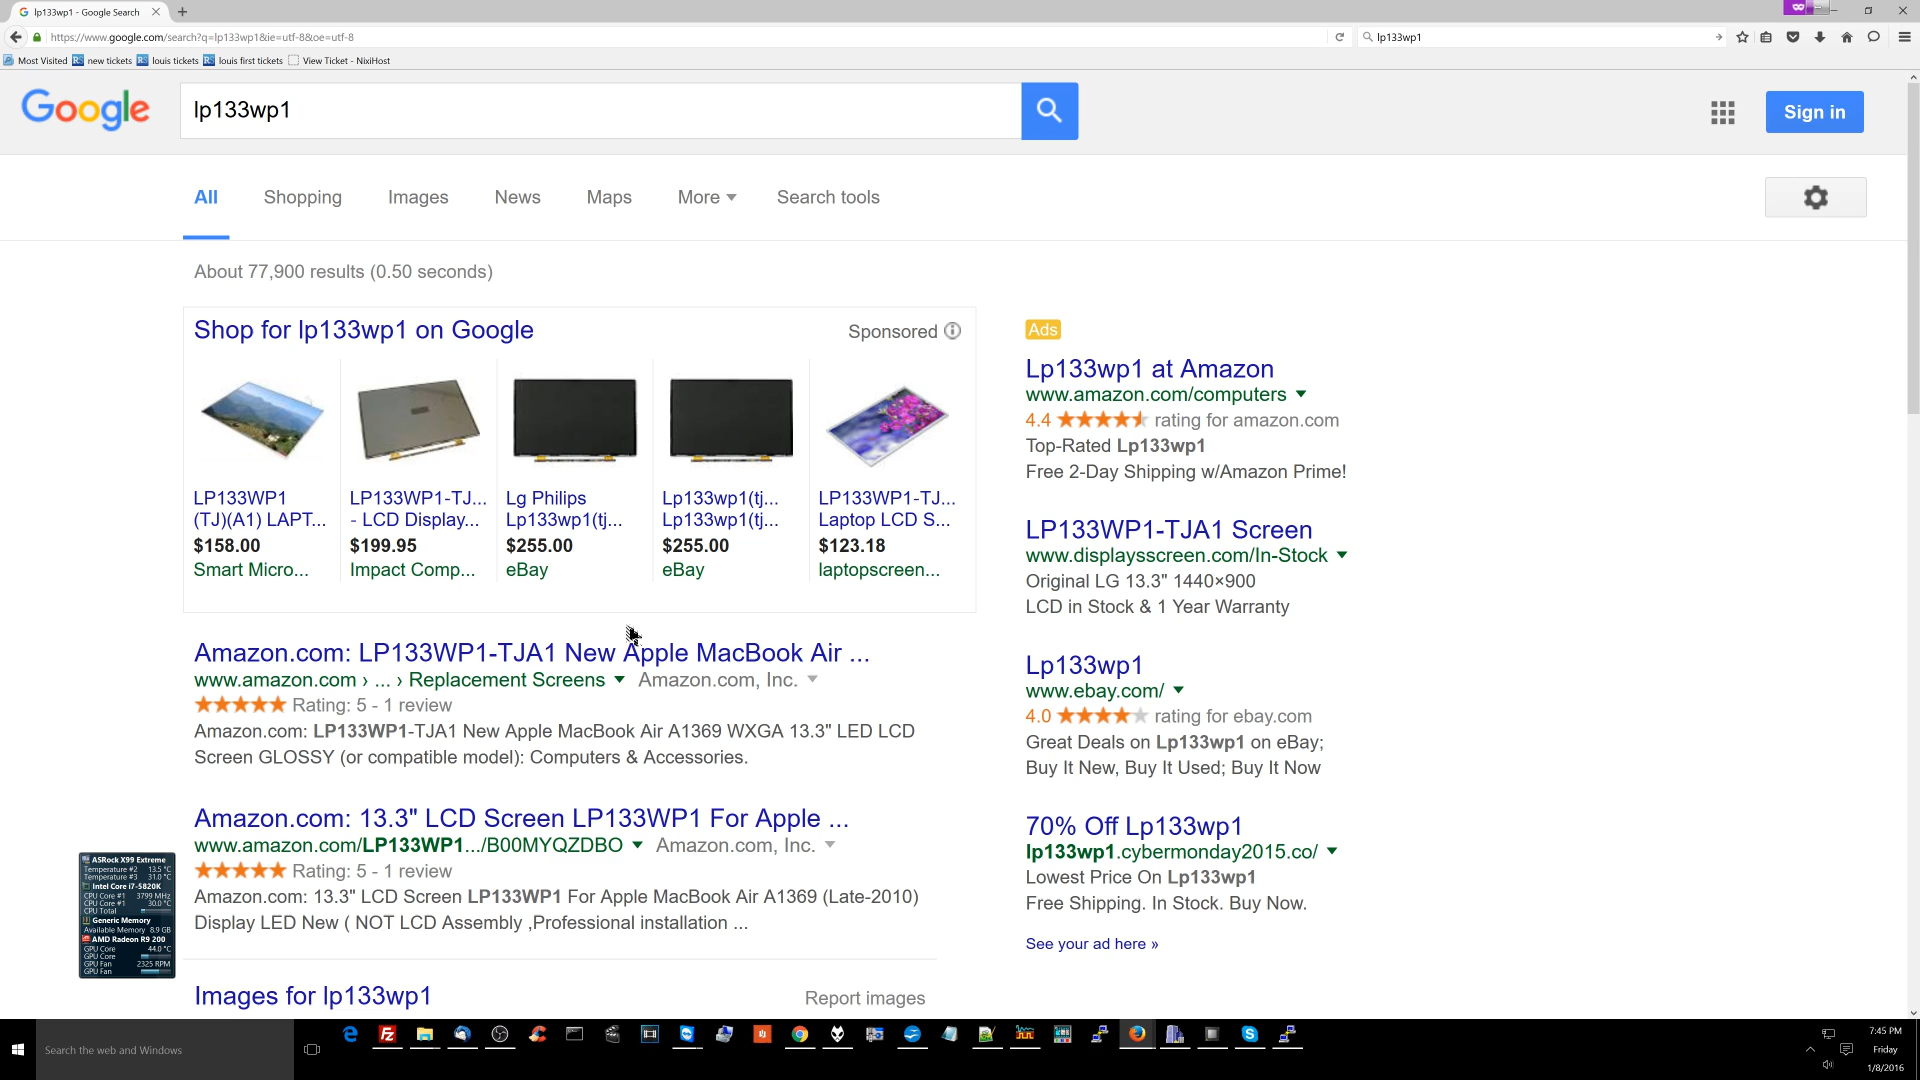 lp133wp1 - Google Search
https://www.google.com/search?q=lp133wp1&ie=utf-8&oe=utf-8
lp133wp1
Most Visited
new tickets
louis tickets
louis first tickets
View Ticket - NixiHost
Google
lp133wp1
Sign in
All
Shopping
Images
News
Maps
More
Search tools
About 77,900 results (0.50 seconds)
Shop for lp133wp1 on Google
Sponsored
LP133WP1
(TJ)(A1) LAPT...
$158.00
Smart Micro...
LP133WP1-TJ...
- LCD Display...
$199.95
Impact Comp...
Lg Philips
Lp133wp1(tj...
$255.00
eBay
Lp133wp1(tj...
Lp133wp1(tj...
$255.00
eBay
LP133WP1-TJ...
Laptop LCD S...
$123.18
laptopscreen...
Amazon.com: LP133WP1-TJA1 New Apple MacBook Air ...
www.amazon.com › ... › Replacement Screens
Amazon.com, Inc.
Rating: 5 - 1 review
Amazon.com: LP133WP1-TJA1 New Apple MacBook Air A1369 WXGA 13.3" LED LCD
Screen GLOSSY (or compatible model): Computers & Accessories.
Amazon.com: 13.3" LCD Screen LP133WP1 For Apple ...
www.amazon.com/LP133WP1.../B00MYQZDBO
Amazon.com, Inc.
Rating: 5 - 1 review
Amazon.com: 13.3" LCD Screen LP133WP1 For Apple MacBook Air A1369 (Late-2010)
Display LED New ( NOT LCD Assembly ,Professional installation ...
Images for lp133wp1
Report images
Ads
Lp133wp1 at Amazon
www.amazon.com/computers
4.4 rating for amazon.com
Top-Rated Lp133wp1
Free 2-Day Shipping w/Amazon Prime!
LP133WP1-TJA1 Screen
www.displaysscreen.com/In-Stock
Original LG 13.3" 1440×900
LCD in Stock & 1 Year Warranty
Lp133wp1
www.ebay.com/
4.0 rating for ebay.com
Great Deals on Lp133wp1 on eBay;
Buy It New, Buy It Used; Buy It Now
70% Off Lp133wp1
lp133wp1.cybermonday2015.co/
Lowest Price On Lp133wp1
Free Shipping. In Stock. Buy Now.
See your ad here »
ASRock X99 Extreme
Temperature #2 13.5 °C
Temperature #3 31.0 °C
Intel Core i7-5820K
CPU Core #1 3799 MHz
CPU Core #1 30.0 °C
CPU Total
Generic Memory
Available Memory 8.9 GB
AMD Radeon R9 200
GPU Core 44.0 °C
GPU Core
GPU Fan 2325 RPM
GPU Fan
Search the web and Windows
7:45 PM
Friday
1/8/2016